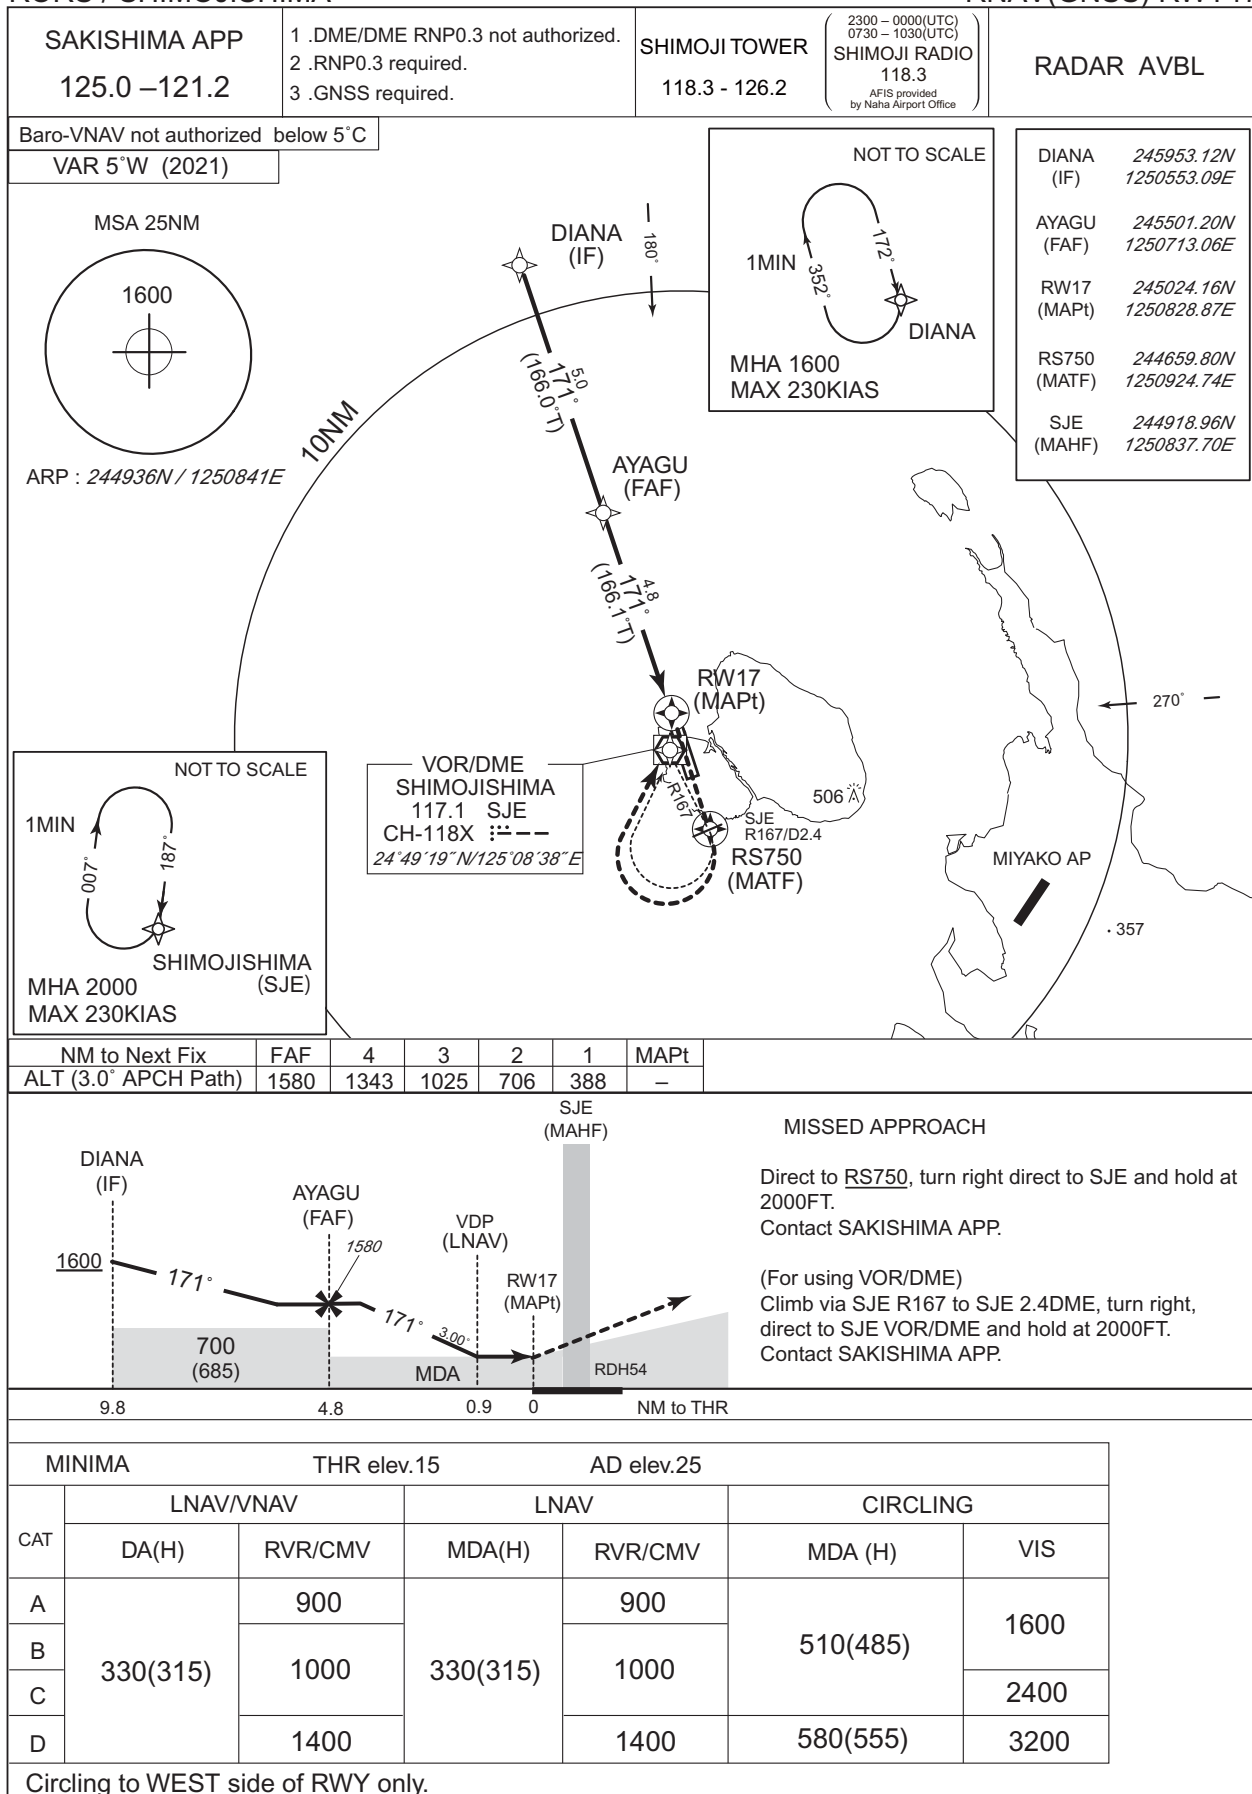 SAKISHIMA APP
125.0 –121.2
1 .DME/DME RNP0.3 not authorized.
2 .RNP0.3 required.
3 .GNSS required.
SHIMOJI TOWER
118.3 - 126.2
2300 – 0000(UTC)
0730 – 1030(UTC)
SHIMOJI RADIO
118.3
AFIS provided
by Naha Airport Office
RADAR AVBL
Baro-VNAV not authorized below 5˚C
VAR 5˚W (2021)
MSA 25NM
1600
ARP : 244936N / 1250841E
10NM
DIANA
(IF)
180˚
5.0
171˚
(166.0˚T)
AYAGU
(FAF)
4.8
171˚
(166.1˚T)
RW17
(MAPt)
NOT TO SCALE
1MIN
352˚
172˚
DIANA
MHA 1600
MAX 230KIAS
DIANA 245953.12N
(IF) 1250553.09E
AYAGU 245501.20N
(FAF) 1250713.06E
RW17 245024.16N
(MAPt) 1250828.87E
RS750 244659.80N
(MATF) 1250924.74E
SJE 244918.96N
(MAHF) 1250837.70E
270˚
VOR/DME
SHIMOJISHIMA
117.1 SJE
CH-118X
24˚49´19˝N/125˚08´38˝E
R167
SJE
R167/D2.4
RS750
(MATF)
506
MIYAKO AP
357
NOT TO SCALE
1MIN
007˚
187˚
SHIMOJISHIMA
(SJE)
MHA 2000
MAX 230KIAS
NM to Next Fix FAF 4 3 2 1 MAPt
ALT (3.0˚ APCH Path) 1580 1343 1025 706 388 –
DIANA
(IF)
1600
171˚
AYAGU
(FAF)
1580
171˚
3.00˚
VDP
(LNAV)
RW17
(MAPt)
SJE
(MAHF)
700
(685)
MDA
RDH54
9.8 4.8 0.9 0 NM to THR
MISSED APPROACH
Direct to RS750, turn right direct to SJE and hold at
2000FT.
Contact SAKISHIMA APP.
(For using VOR/DME)
Climb via SJE R167 to SJE 2.4DME, turn right,
direct to SJE VOR/DME and hold at 2000FT.
Contact SAKISHIMA APP.
MINIMA THR elev.15 AD elev.25
CAT LNAV/VNAV LNAV CIRCLING
DA(H) RVR/CMV MDA(H) RVR/CMV MDA (H) VIS
A 330(315) 900 330(315) 900 510(485) 1600
B 1000 1000
C 2400
D 1400 1400 580(555) 3200
Circling to WEST side of RWY only.